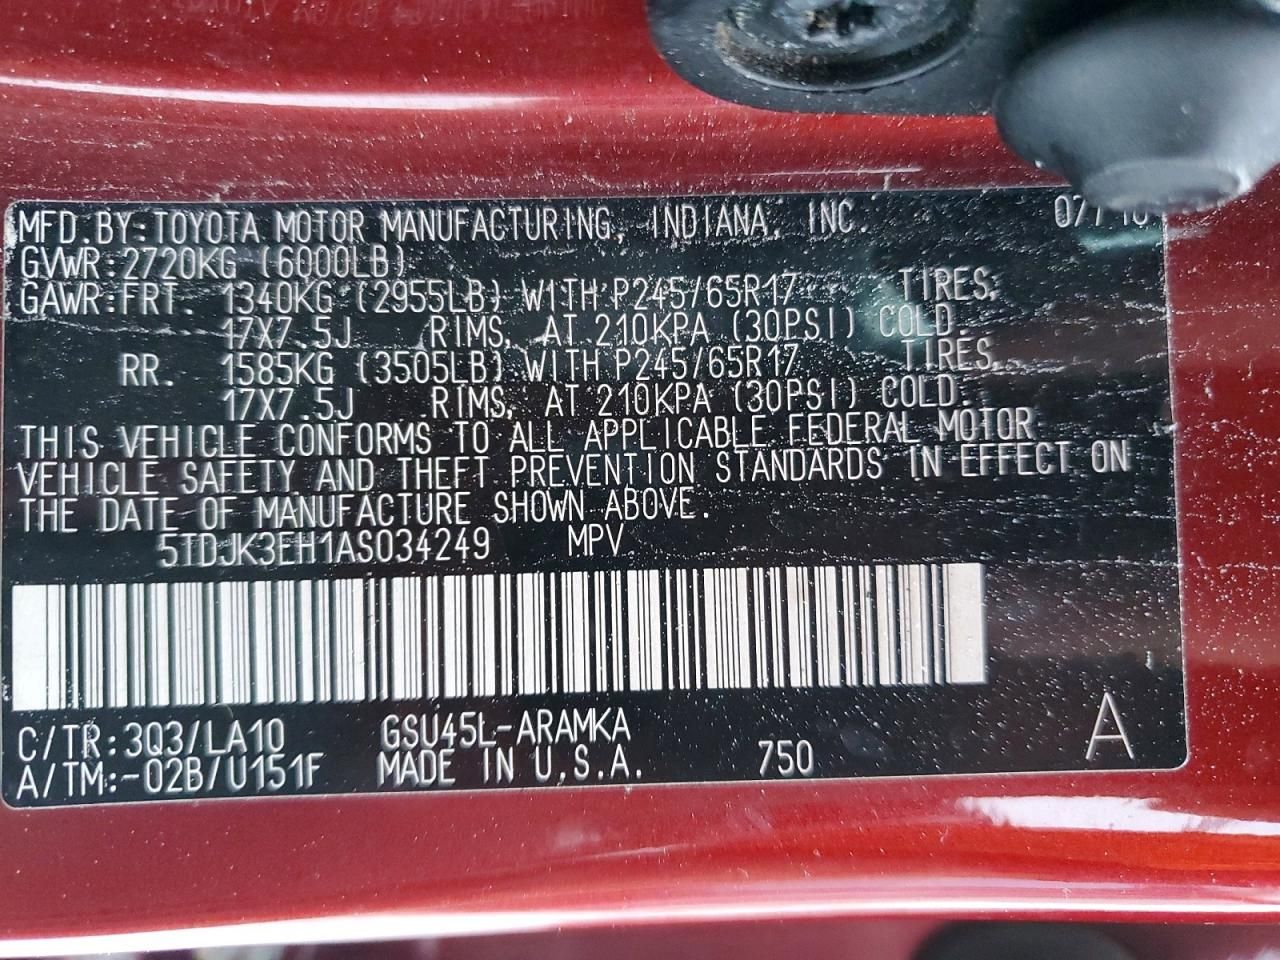 MFD.BY:TOYOTA MOTOR MANUFACTURING, INDIANA, INC. 07/10
GVWR:2720KG (6000LB)
GAWR:FRT. 1340KG (2955LB) WITH P245/65R17 TIRES,
17X7.5J RIMS, AT 210KPA (30PSI) COLD.
RR. 1585KG (3505LB) WITH P245/65R17 TIRES,
17X7.5J RIMS, AT 210KPA (30PSI) COLD.
THIS VEHICLE CONFORMS TO ALL APPLICABLE FEDERAL MOTOR
VEHICLE SAFETY AND THEFT PREVENTION STANDARDS IN EFFECT ON
THE DATE OF MANUFACTURE SHOWN ABOVE.
5TDJK3EH1AS034249 MPV
C/TR:3Q3/LA10 GSU45L-ARAMKA
A/TM:-02B/U151F MADE IN U.S.A. 750 A